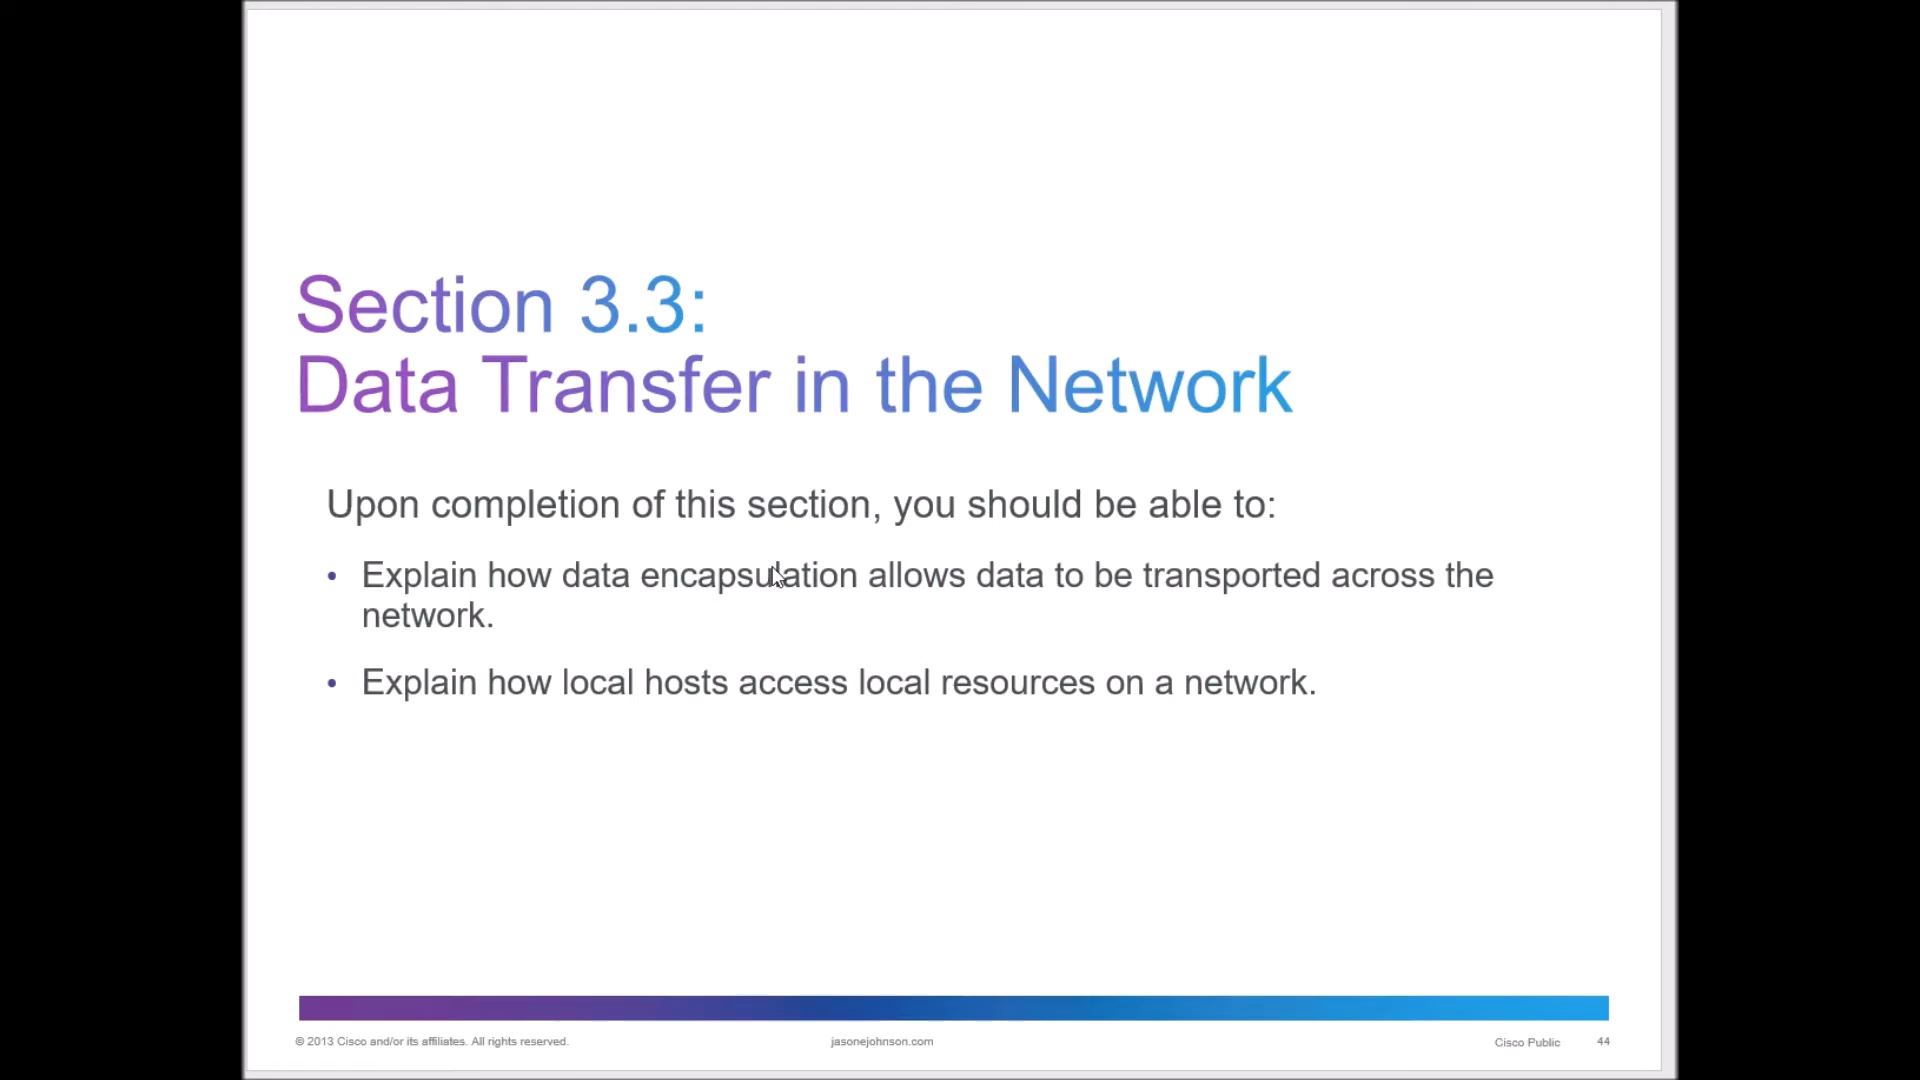 Section 3.3:
Data Transfer in the Network
Upon completion of this section, you should be able to:
• Explain how data encapsulation allows data to be transported across the
network.
• Explain how local hosts access local resources on a network.
© 2013 Cisco and/or its affiliates. All rights reserved. jasonejohnson.com Cisco Public 44